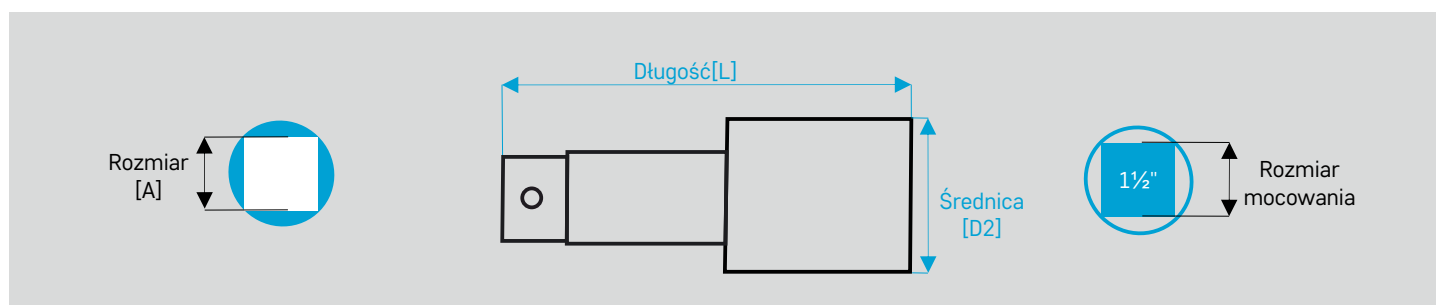 Długość[L]
Rozmiar
[A]
Średnica
[D2]
1½"
Rozmiar
mocowania